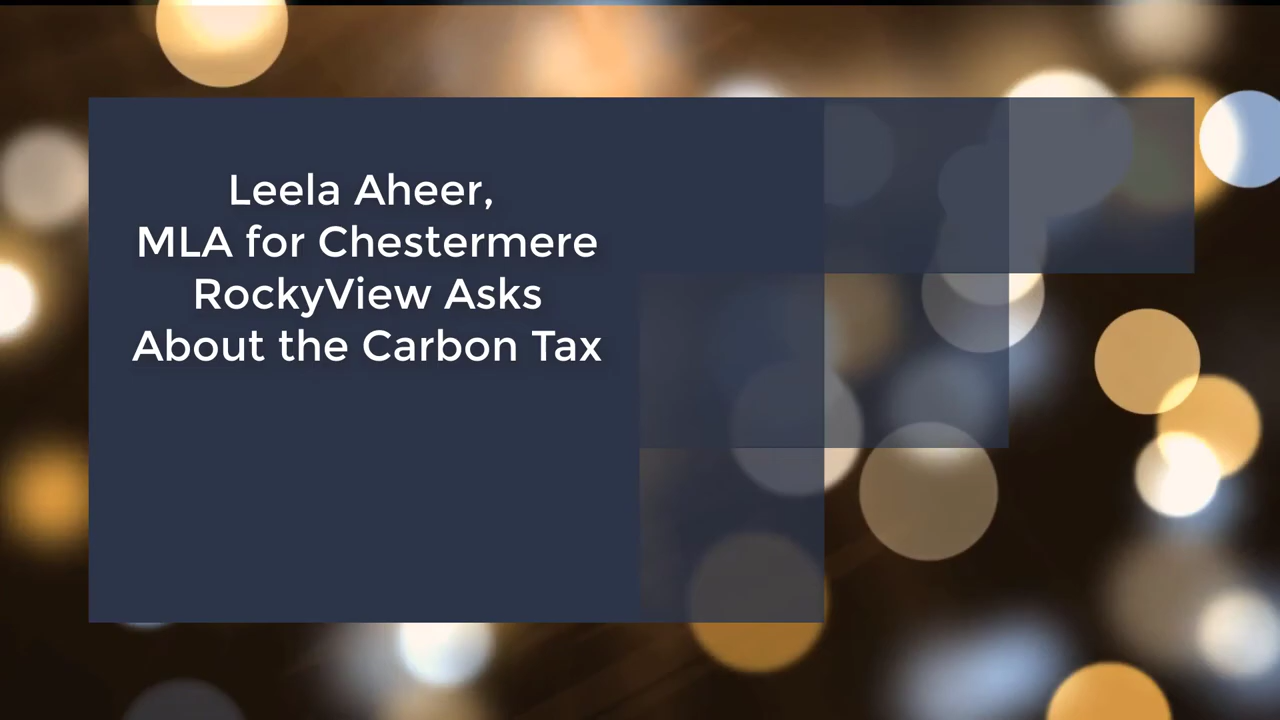 Leela Aheer,
MLA for Chestermere
RockyView Asks
About the Carbon Tax